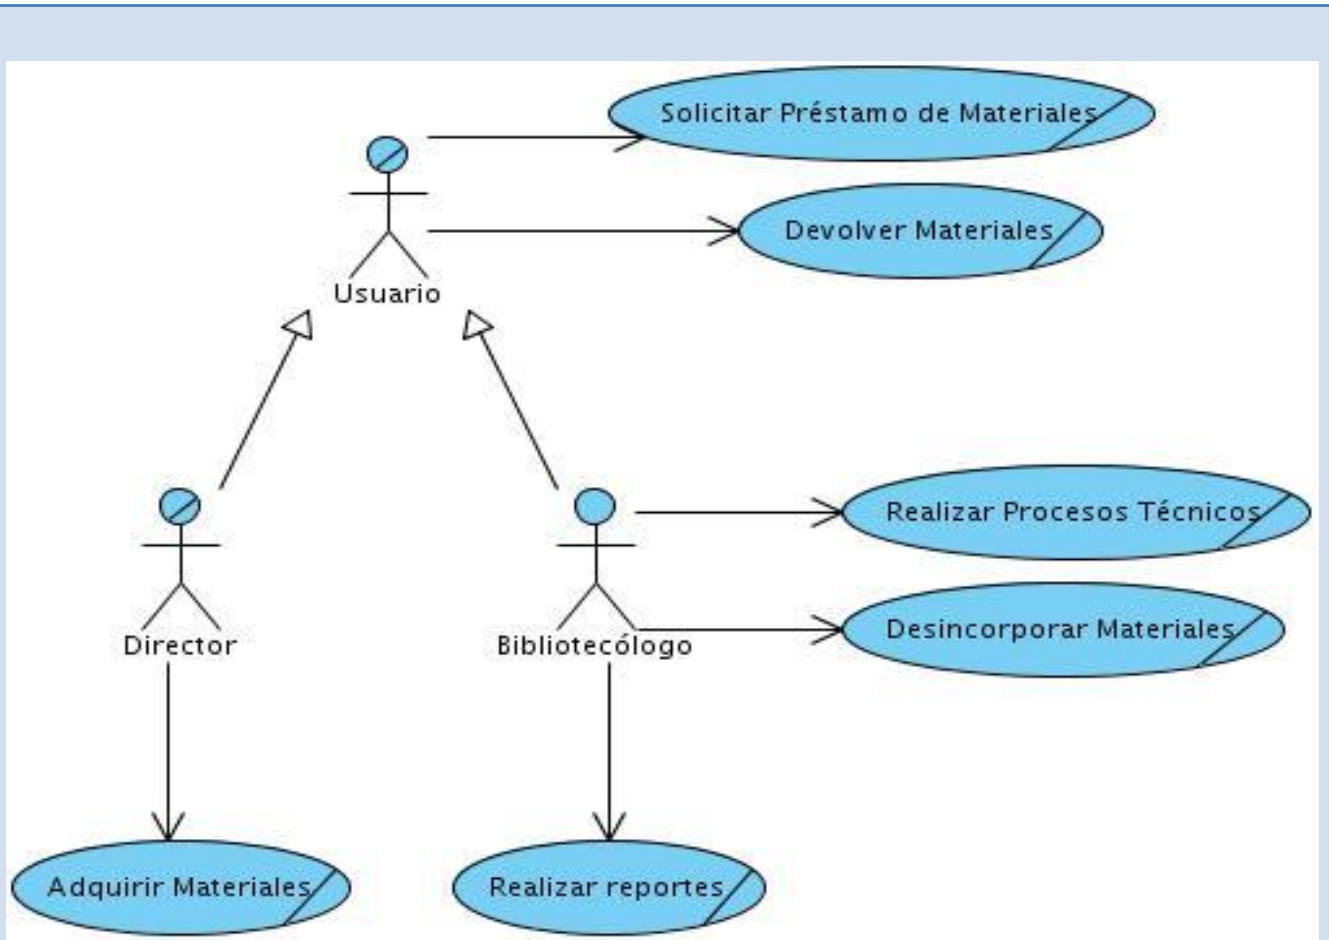 Solicitar Préstamo de Materiales
Devolver Materiales
Usuario
Realizar Procesos Técnicos
Desincorporar Materiales
Director
Bibliotecólogo
Adquirir Materiales
Realizar reportes